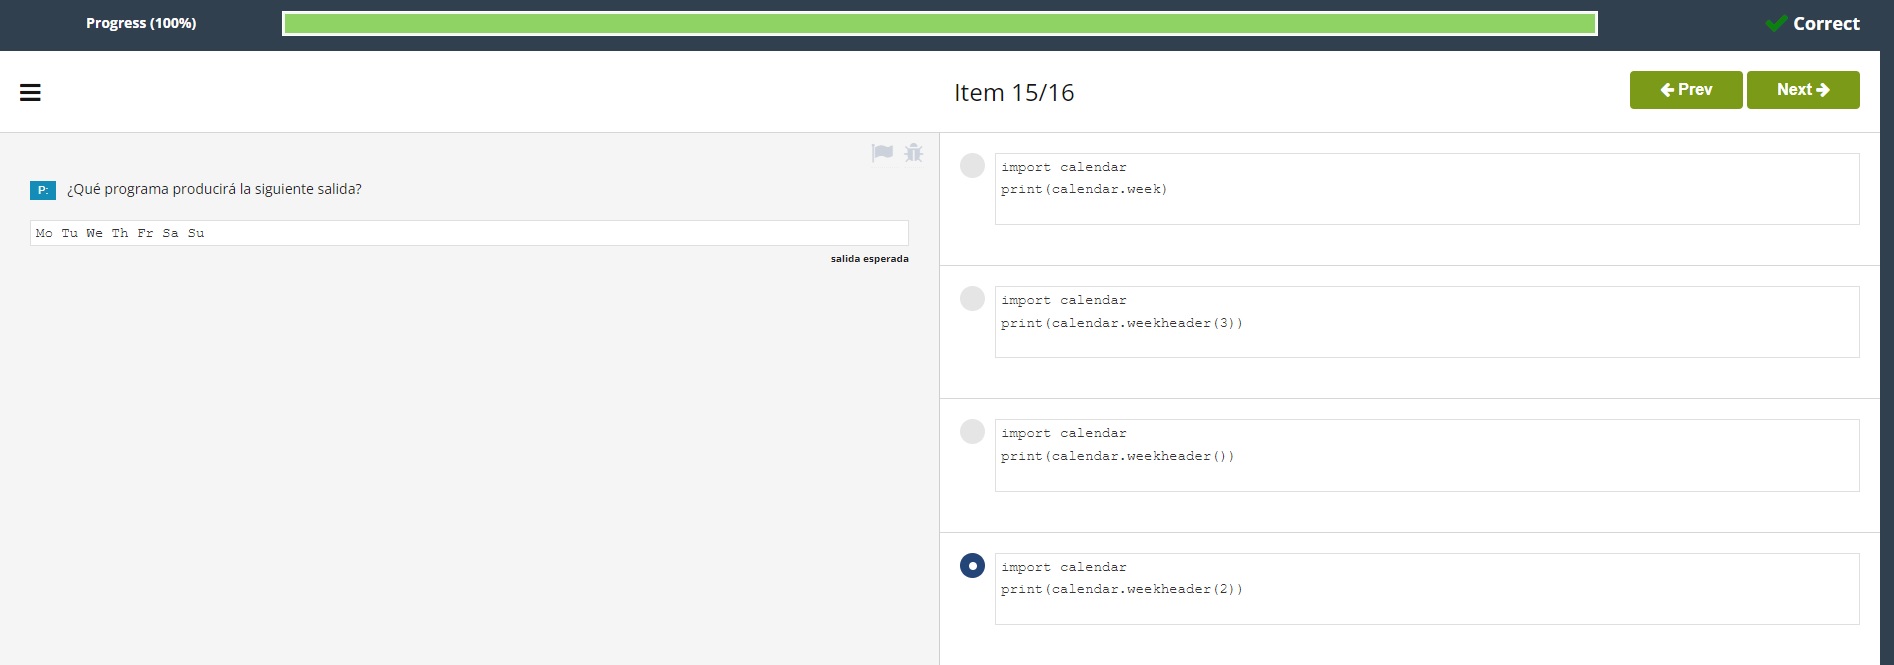 Progress (100%)
Correct
Item 15/16
Prev
Next
P: ¿Qué programa producirá la siguiente salida?
Mo Tu We Th Fr Sa Su
salida esperada
import calendar
print(calendar.week)
import calendar
print(calendar.weekheader(3))
import calendar
print(calendar.weekheader())
import calendar
print(calendar.weekheader(2))